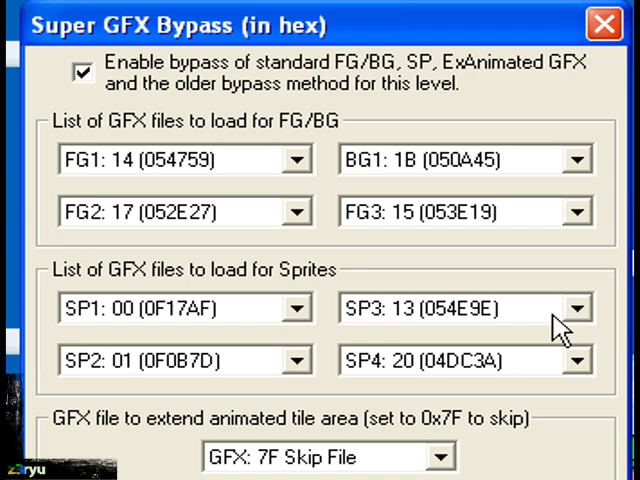 Super GFX Bypass (in hex)
Enable bypass of standard FG/BG, SP, ExAnimated GFX
and the older bypass method for this level.
List of GFX files to load for FG/BG
FG1: 14 (054759)
BG1: 1B (050A45)
FG2: 17 (052E27)
FG3: 15 (053E19)
List of GFX files to load for Sprites
SP1: 00 (0F17AF)
SP3: 13 (054E9E)
SP2: 01 (0F0B7D)
SP4: 20 (04DC3A)
GFX file to extend animated tile area (set to 0x7F to skip)
GFX: 7F Skip File
z3ryu